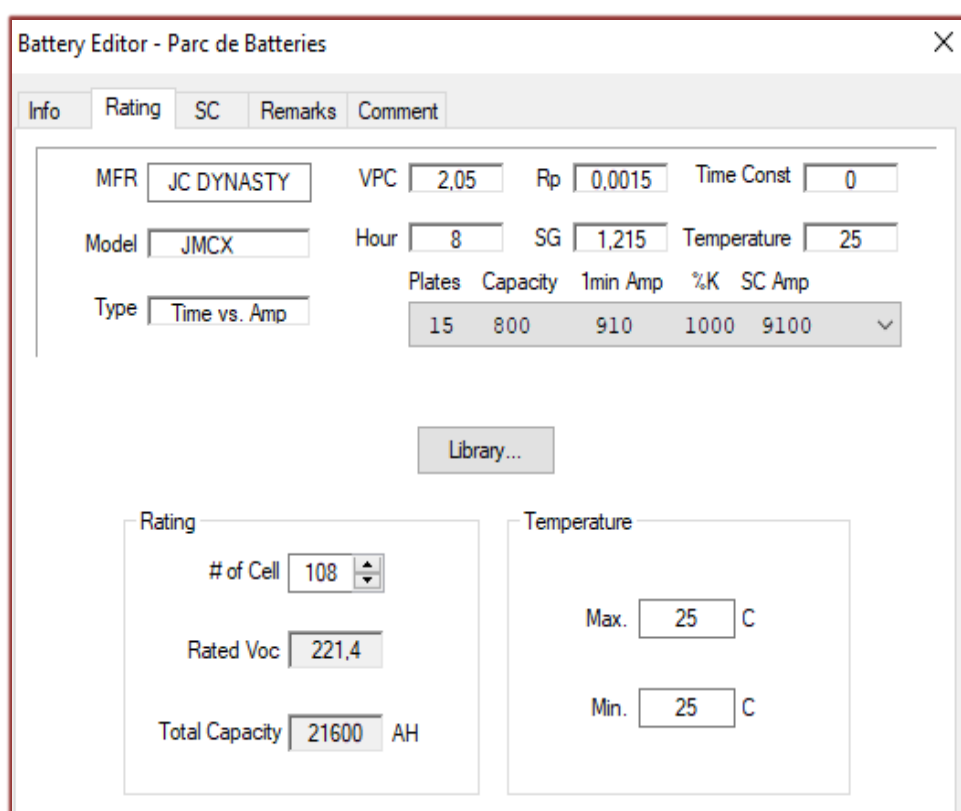 Battery Editor - Parc de Batteries
Info Rating SC Remarks Comment
MFR JC DYNASTY VPC 2,05 Rp 0,0015 Time Const 0
Model JMCX Hour 8 SG 1,215 Temperature 25
Plates Capacity 1min Amp %K SC Amp
Type Time vs. Amp 15 800 910 1000 9100
Library...
Rating Temperature
# of Cell 108
Max. 25 C
Rated Voc 221,4
Min. 25 C
Total Capacity 21600 AH